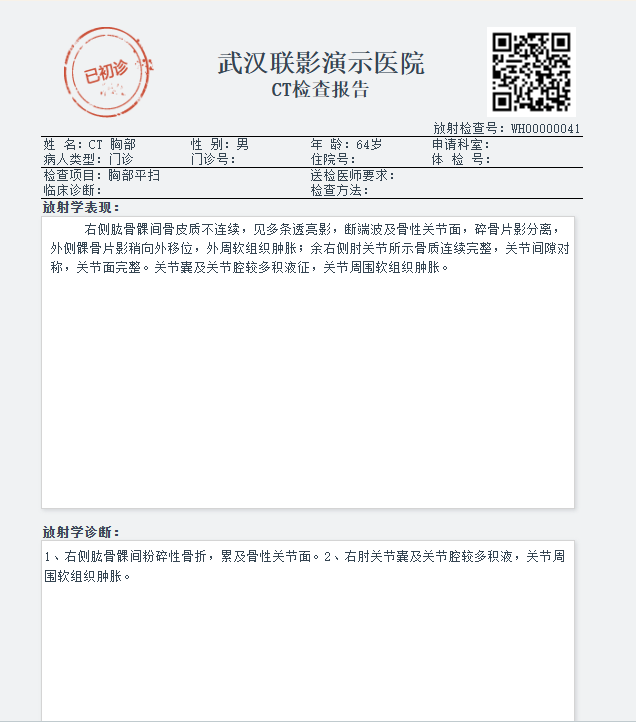 已初诊
武汉联影演示医院
CT检查报告
放射检查号: WH00000041
姓 名: CT 胸部 性 别: 男 年 龄: 64岁 申请科室:
病人类型: 门诊 门诊号: 住院号: 体 检 号:
检查项目: 胸部平扫 送检医师要求:
临床诊断: 检查方法:
放射学表现:
右侧肱骨髁间骨皮质不连续，见多条透亮影，断端波及骨性关节面，碎骨片影分离，
外侧髁骨片影稍向外移位，外周软组织肿胀；余右侧肘关节所示骨质连续完整，关节间隙对
称，关节面完整。关节囊及关节腔较多积液征，关节周围软组织肿胀。
放射学诊断:
1、右侧肱骨髁间粉碎性骨折，累及骨性关节面。2、右肘关节囊及关节腔较多积液，关节周
围软组织肿胀。